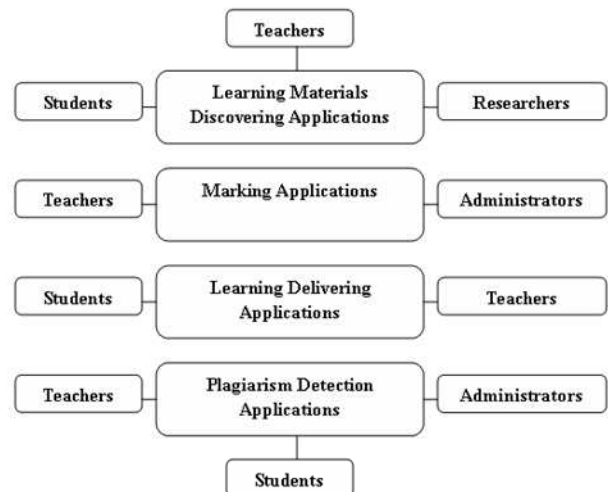 Teachers
Students
Learning Materials
Discovering Applications
Researchers
Teachers
Marking Applications
Administrators
Students
Learning Delivering
Applications
Teachers
Teachers
Plagiarism Detection
Applications
Administrators
Students